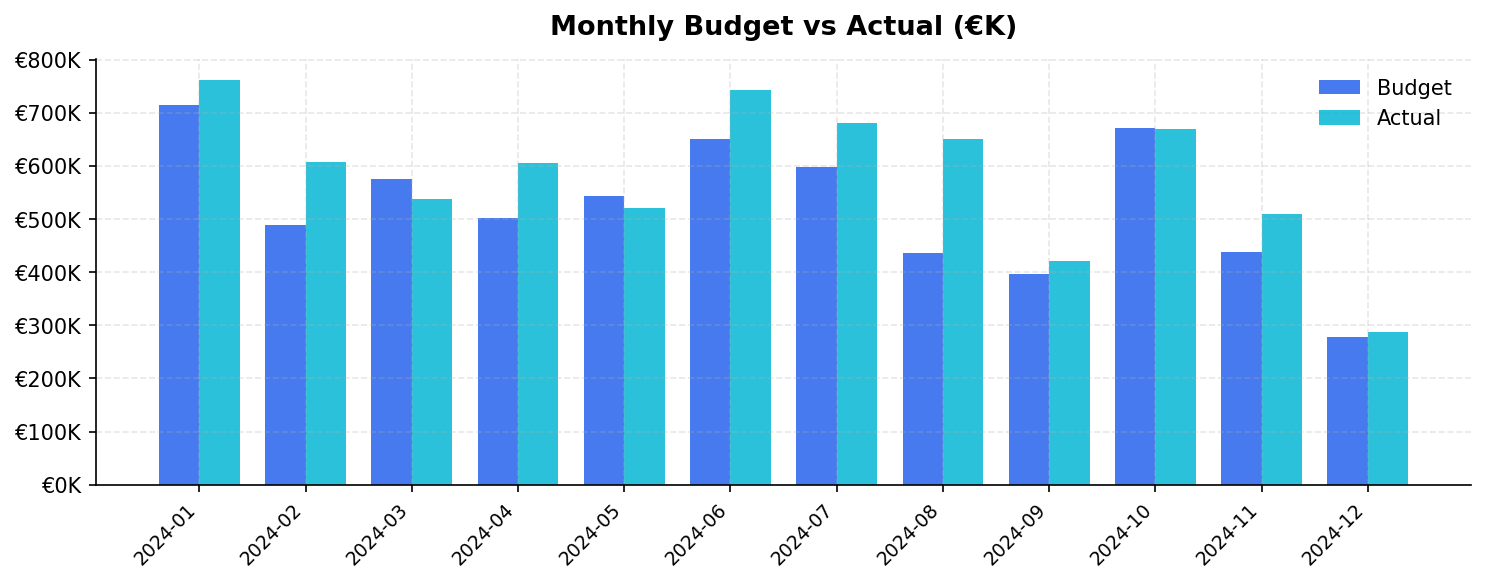 Monthly Budget vs Actual (€K)
€800K
€700K
€600K
€500K
€400K
€300K
€200K
€100K
€0K
Budget
Actual
2024-01
2024-02
2024-03
2024-04
2024-05
2024-06
2024-07
2024-08
2024-09
2024-10
2024-11
2024-12